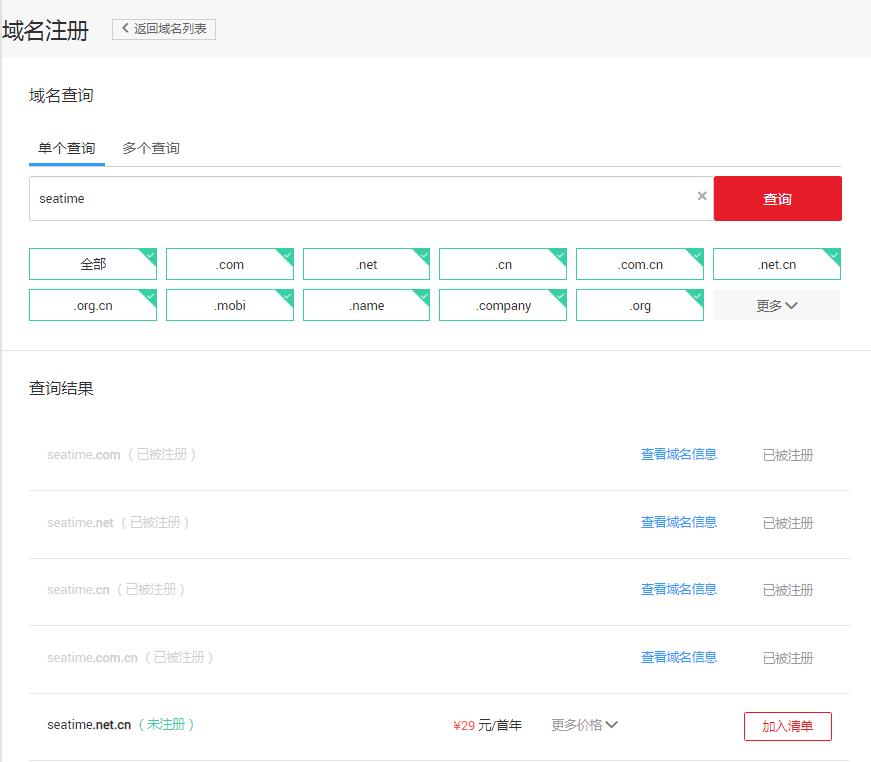 域名注册 返回域名列表
域名查询
单个查询 多个查询
seatime × 查询
全部 .com .net .cn .com.cn .net.cn
.org.cn .mobi .name .company .org 更多
查询结果
seatime.com（已被注册） 查看域名信息 已被注册
seatime.net（已被注册） 查看域名信息 已被注册
seatime.cn（已被注册） 查看域名信息 已被注册
seatime.com.cn（已被注册） 查看域名信息 已被注册
seatime.net.cn（未注册） ¥29 元/首年 更多价格 加入清单